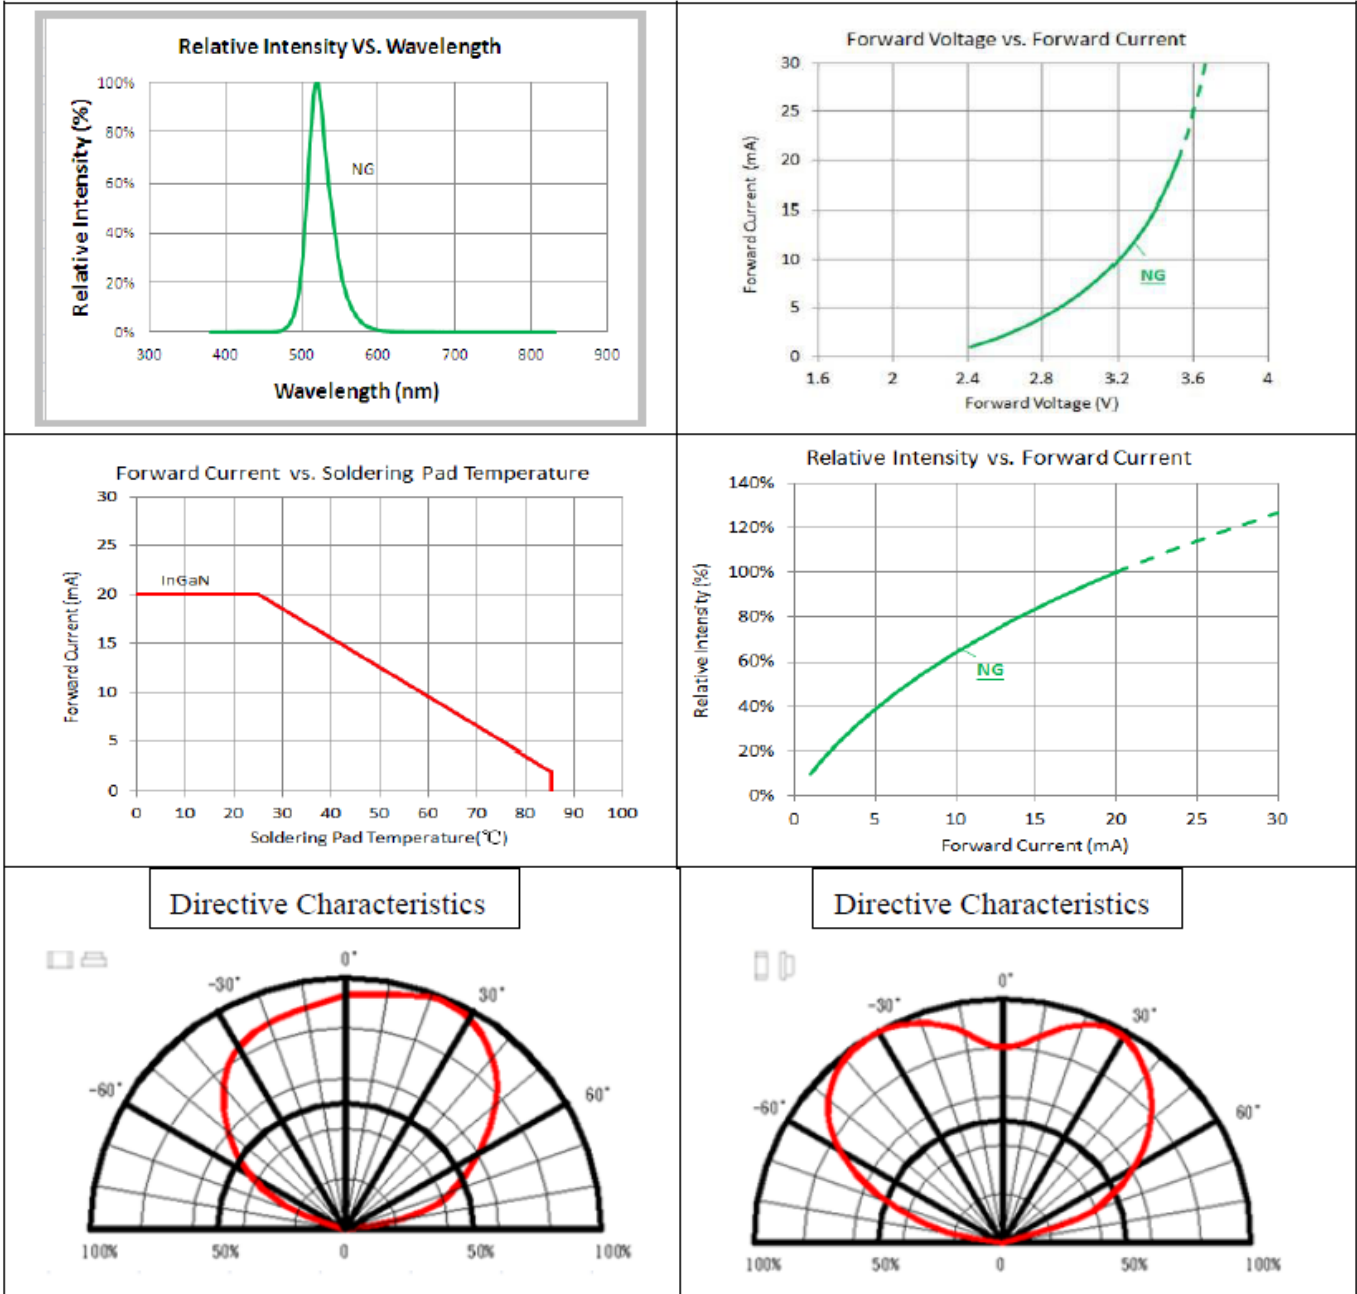 Relative Intensity VS. Wavelength
Relative Intensity (%)
100%
80%
60%
40%
20%
0%
NG
300 400 500 600 700 800 900
Wavelength (nm)
Forward Voltage vs. Forward Current
Forward Current (mA)
30
25
20
15
10
5
0
NG
1.6 2 2.4 2.8 3.2 3.6 4
Forward Voltage (V)
Forward Current vs. Soldering Pad Temperature
Forward Current (mA)
30
25
20
15
10
5
0
InGaN
0 10 20 30 40 50 60 70 80 90 100
Soldering Pad Temperature(℃)
Relative Intensity vs. Forward Current
Relative Intensity (%)
140%
120%
100%
80%
60%
40%
20%
0%
NG
0 5 10 15 20 25 30
Forward Current (mA)
Directive Characteristics
0°
-30° 30°
-60° 60°
100% 50% 0 50% 100%
Directive Characteristics
0°
-30° 30°
-60° 60°
100% 50% 0 50% 100%